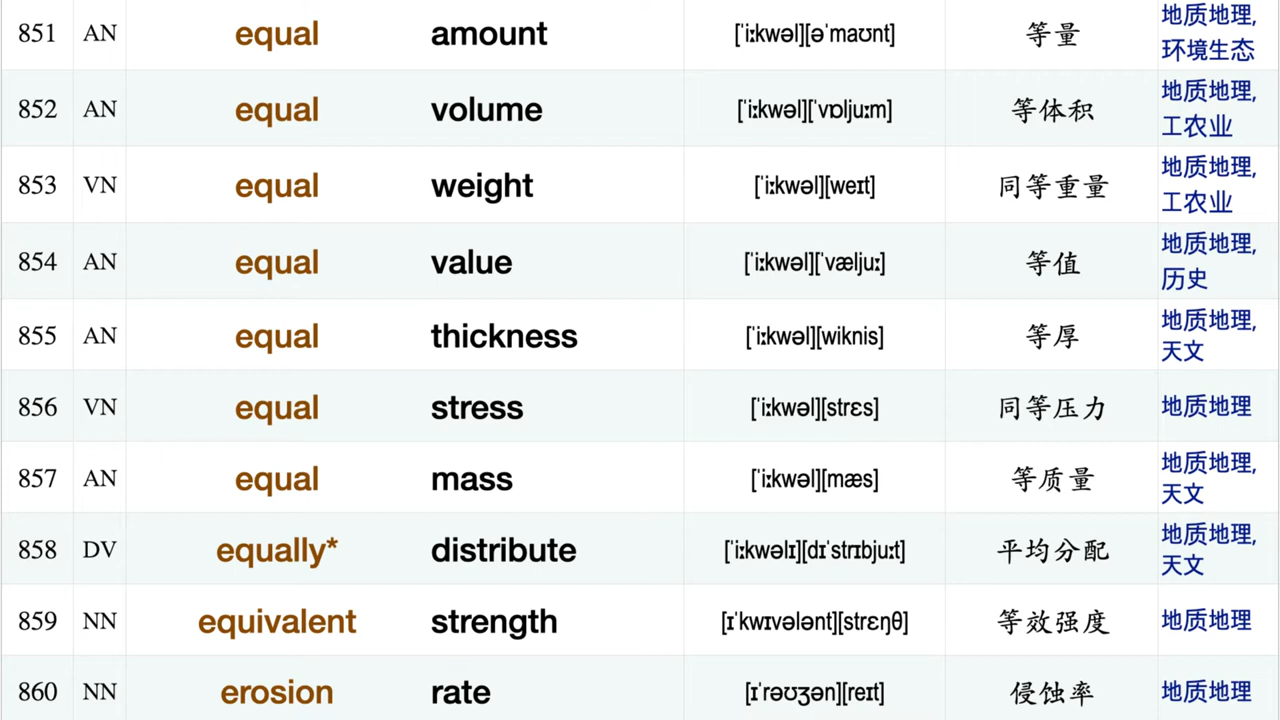 851 AN equal amount [ˈiːkwəl][əˈmaʊnt] 等量 地质地理,
环境生态
852 AN equal volume [ˈiːkwəl][ˈvɒljuːm] 等体积 地质地理,
工农业
853 VN equal weight [ˈiːkwəl][weɪt] 同等重量 地质地理,
工农业
854 AN equal value [ˈiːkwəl][ˈvæljuː] 等值 地质地理,
历史
855 AN equal thickness [ˈiːkwəl][wiknis] 等厚 地质地理,
天文
856 VN equal stress [ˈiːkwəl][strɛs] 同等压力 地质地理
857 AN equal mass [ˈiːkwəl][mæs] 等质量 地质地理,
天文
858 DV equally* distribute [ˈiːkwəlɪ][dɪˈstrɪbjuːt] 平均分配 地质地理,
天文
859 NN equivalent strength [ɪˈkwɪvələnt][strɛŋθ] 等效强度 地质地理
860 NN erosion rate [ɪˈrəʊʒən][reɪt] 侵蚀率 地质地理